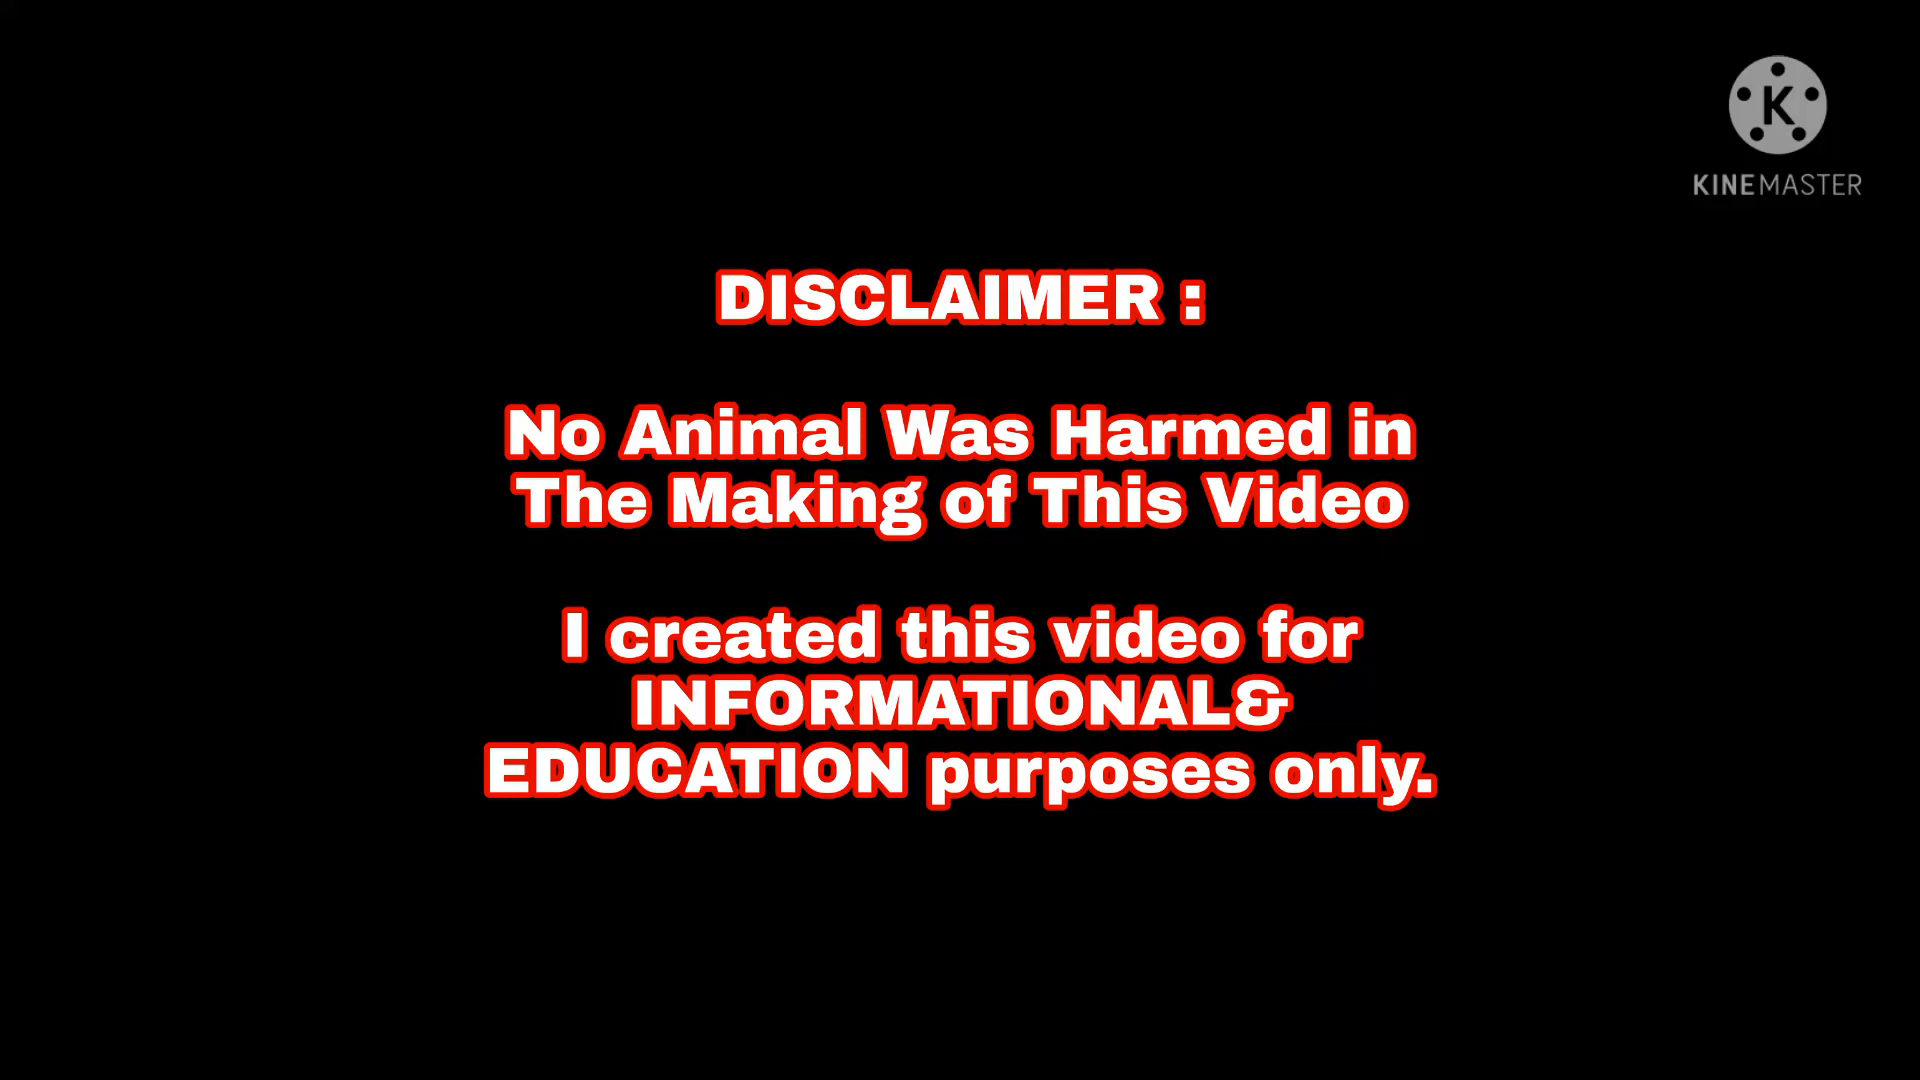 K
KINEMASTER
DISCLAIMER :
No Animal Was Harmed in
The Making of This Video
I created this video for
INFORMATIONAL&
EDUCATION purposes only.